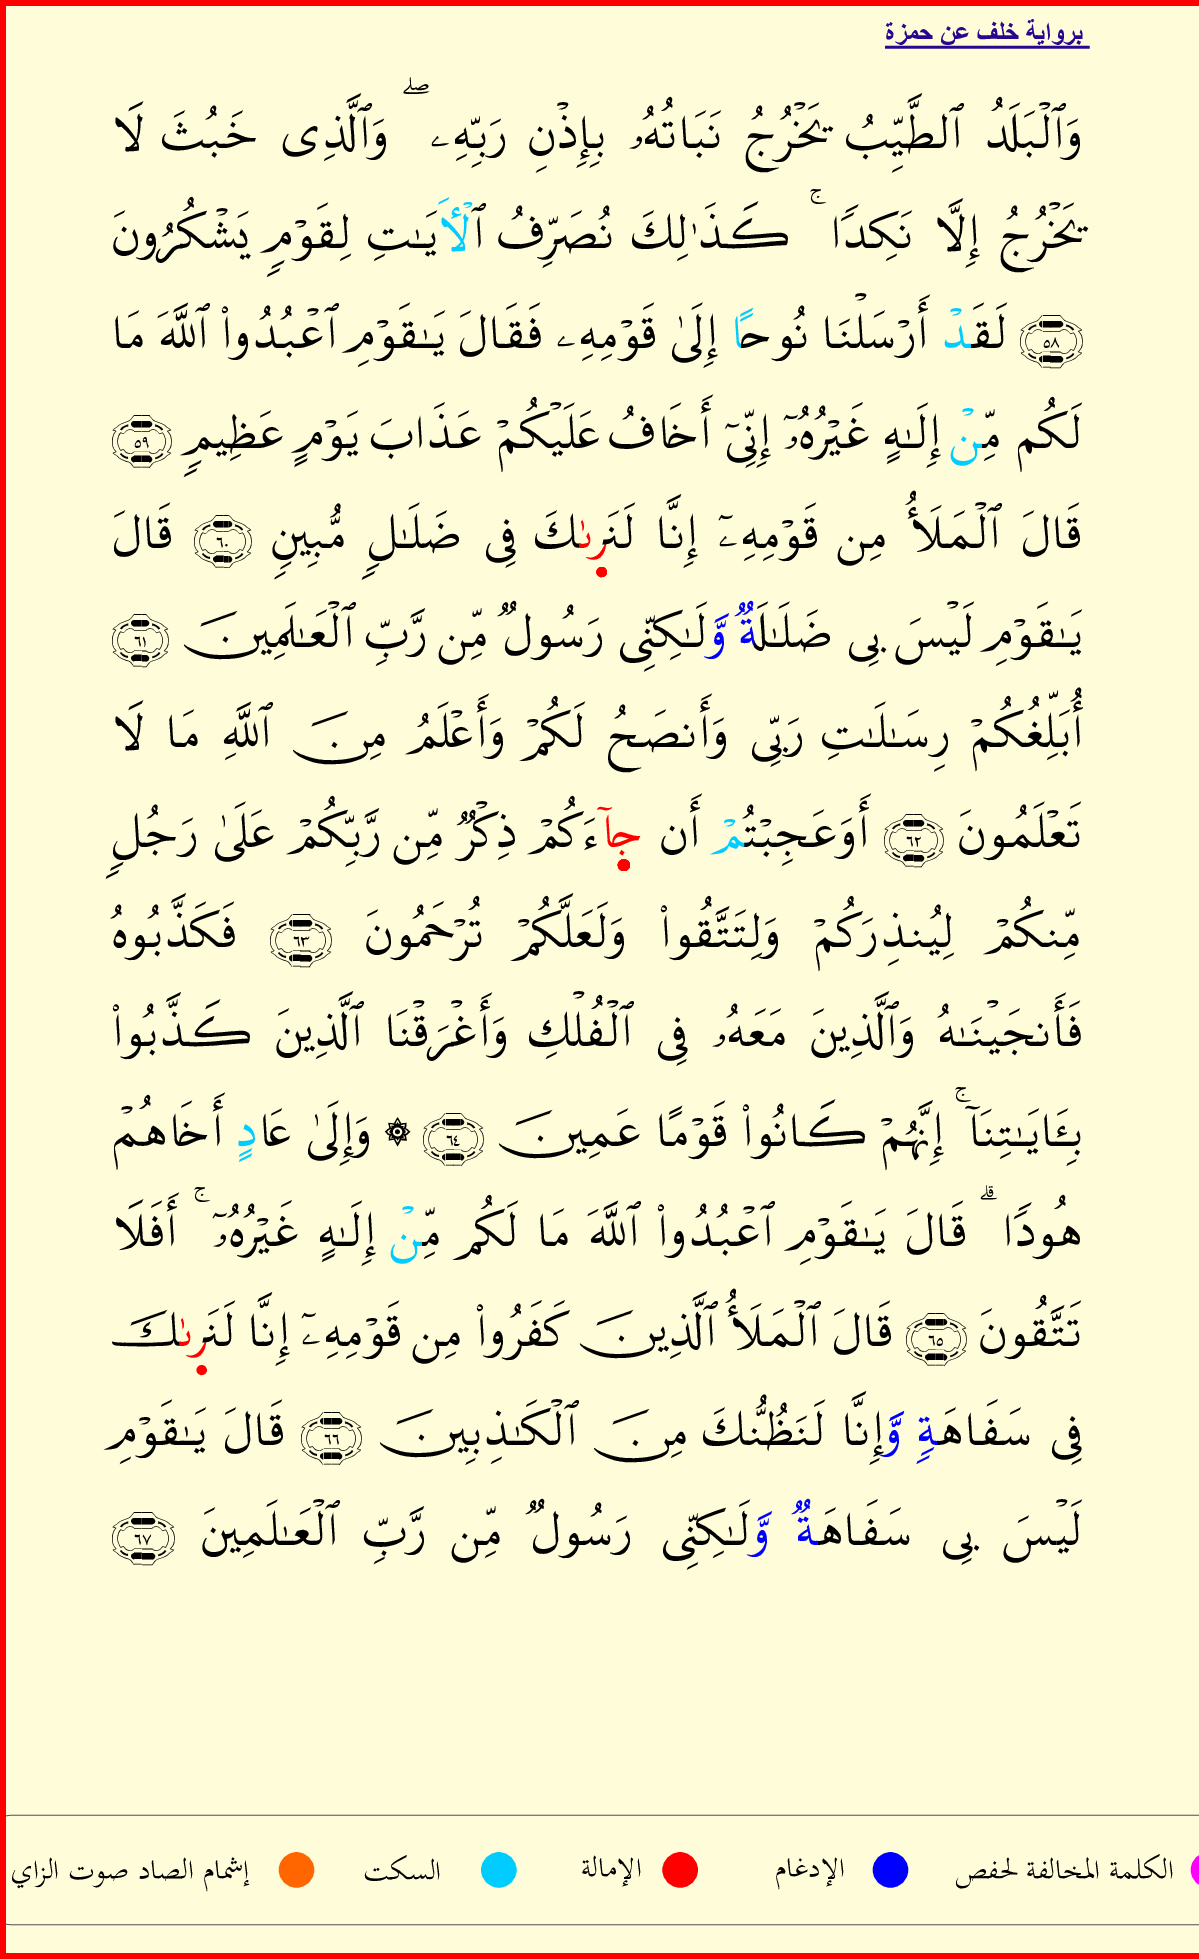 برواية خلف عن حمزة
وَٱلۡبَلَدُ ٱلطَّيِّبُ يَخۡرُجُ نَبَاتُهُۥ بِإِذۡنِ رَبِّهِۦۖ وَٱلَّذِى خَبُثَ لَا
يَخۡرُجُ إِلَّا نَكِدًاۚ كَذَٰلِكَ نُصَرِّفُ ٱلۡأَيَـٰتِ لِقَوۡمٍ يَشۡكُرُونَ
٥٨ لَقَدۡ أَرۡسَلۡنَا نُوحًا إِلَىٰ قَوۡمِهِۦ فَقَالَ يَـٰقَوۡمِ ٱعۡبُدُواْ ٱللَّهَ مَا
لَكُم مِّنۡ إِلَـٰهٍ غَيۡرُهُۥٓ إِنِّىٓ أَخَافُ عَلَيۡكُمۡ عَذَابَ يَوۡمٍ عَظِيمٍ ٥٩
قَالَ ٱلۡمَلَأُ مِن قَوۡمِهِۦٓ إِنَّا لَنَرىٰكَ فِى ضَلَـٰلٍ مُّبِينٍ ٦٠ قَالَ
يَـٰقَوۡمِ لَيۡسَ بِى ضَلَـٰلَةٌ وَّلَـٰكِنِّى رَسُولٌ مِّن رَّبِّ ٱلۡعَـٰلَمِينَ ٦١
أُبَلِّغُكُمۡ رِسَـٰلَـٰتِ رَبِّى وَأَنصَحُ لَكُمۡ وَأَعۡلَمُ مِنَ ٱللَّهِ مَا لَا
تَعۡلَمُونَ ٦٢ أَوَعَجِبۡتُمۡ أَن جآءَكُمۡ ذِكۡرٌ مِّن رَّبِّكُمۡ عَلَىٰ رَجُلٍ
مِّنكُمۡ لِيُنذِرَكُمۡ وَلِتَتَّقُواْ وَلَعَلَّكُمۡ تُرۡحَمُونَ ٦٣ فَكَذَّبُوهُ
فَأَنجَيۡنَـٰهُ وَٱلَّذِينَ مَعَهُۥ فِى ٱلۡفُلۡكِ وَأَغۡرَقۡنَا ٱلَّذِينَ كَذَّبُواْ
بِـَٔايَـٰتِنَآۚ إِنَّهُمۡ كَانُواْ قَوۡمًا عَمِينَ ٦٤ ۞ وَإِلَىٰ عَادٍ أَخَاهُمۡ
هُودًاۗ قَالَ يَـٰقَوۡمِ ٱعۡبُدُواْ ٱللَّهَ مَا لَكُم مِّنۡ إِلَـٰهٍ غَيۡرُهُۥٓۚ أَفَلَا
تَتَّقُونَ ٦٥ قَالَ ٱلۡمَلَأُ ٱلَّذِينَ كَفَرُواْ مِن قَوۡمِهِۦٓ إِنَّا لَنَرىٰكَ
فِى سَفَاهَةٍ وَّإِنَّا لَنَظُنُّكَ مِنَ ٱلۡكَـٰذِبِينَ ٦٦ قَالَ يَـٰقَوۡمِ
لَيۡسَ بِى سَفَاهَةٌ وَّلَـٰكِنِّى رَسُولٌ مِّن رَّبِّ ٱلۡعَـٰلَمِينَ ٦٧
الكلمة المخالفة لحفص الإدغام الإمالة السكت إشمام الصاد صوت الزاي